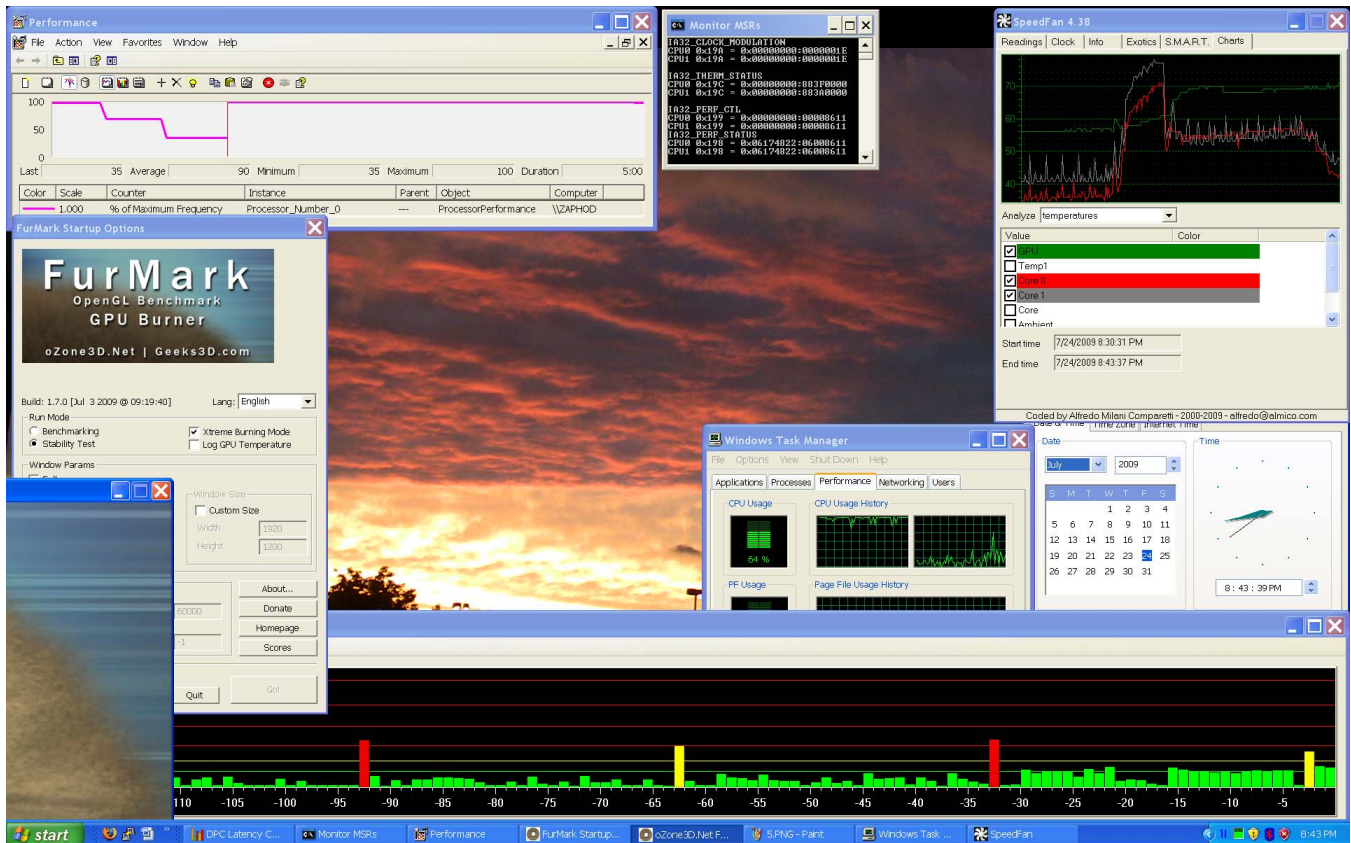 Performance
File Action View Favorites Window Help
100
50
0
Last 35 Average 90 Minimum 35 Maximum 100 Duration 5:00
Color Scale Counter Instance Parent Object Computer
1.000 % of Maximum Frequency Processor_Number_0 --- ProcessorPerformance \\ZAPHOD
Monitor MSRs
IA32_CLOCK_MODULATION
CPU0 0x19A = 0x00000000:0000001E
CPU1 0x19A = 0x00000000:0000001E
IA32_THERM_STATUS
CPU0 0x19C = 0x00000000:883F0000
CPU1 0x19C = 0x00000000:883A0000
IA32_PERF_CTL
CPU0 0x199 = 0x00000000:00008611
CPU1 0x199 = 0x00000000:00008611
IA32_PERF_STATUS
CPU0 0x198 = 0x06174822:06008611
CPU1 0x198 = 0x06174822:06008611
SpeedFan 4.38
Readings Clock Info Exotics S.M.A.R.T. Charts
70
60
50
40
Analyze temperatures
Value Color
GPU
Temp1
Core 0
Core 1
Core
Ambient
Start time 7/24/2009 8:30:31 PM
End time 7/24/2009 8:43:37 PM
Coded by Alfredo Milani Comparetti - 2000-2009 - alfredo@almico.com
FurMark Startup Options
FurMark
OpenGL Benchmark
GPU Burner
oZone3D.Net | Geeks3D.com
Build: 1.7.0 [Jul 3 2009 @ 09:19:40] Lang: English
Run Mode
Benchmarking
Stability Test
Xtreme Burning Mode
Log GPU Temperature
Window Params
Window Size
Custom Size
Width 1920
Height 1200
60000
-1
About...
Donate
Homepage
Scores
Quit
Go!
Windows Task Manager
File Options View Shut Down Help
Applications Processes Performance Networking Users
CPU Usage CPU Usage History
64 %
PF Usage Page File Usage History
Date & Time Time Zone Internet Time
Date
July 2009
S M T W T F S
1 2 3 4
5 6 7 8 9 10 11
12 13 14 15 16 17 18
19 20 21 22 23 24 25
26 27 28 29 30 31
Time
8 : 43 : 39 PM
110 -105 -100 -95 -90 -85 -80 -75 -70 -65 -60 -55 -50 -45 -40 -35 -30 -25 -20 -15 -10 -5
start
DPC Latency C...
Monitor MSRs
Performance
FurMark Startup...
oZone3D.Net F...
5.PNG - Paint
Windows Task ...
SpeedFan
8:43 PM